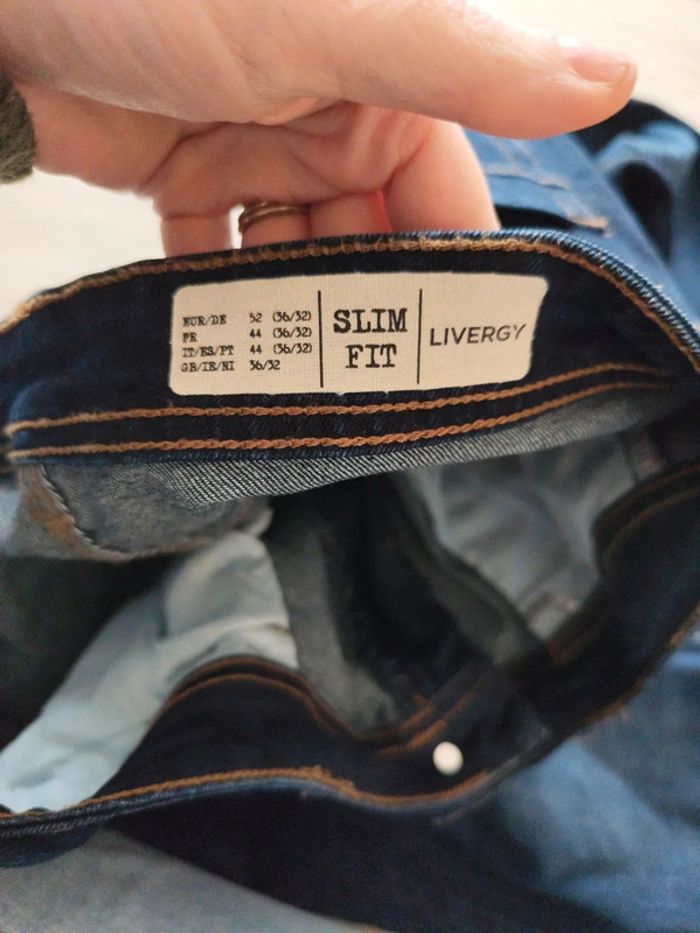 EUR/DE 52 (36/32)
FR 44 (36/32)
IT/ES/PT 44 (36/32)
GB/IE/NI 36/32
SLIM
FIT
LIVERGY